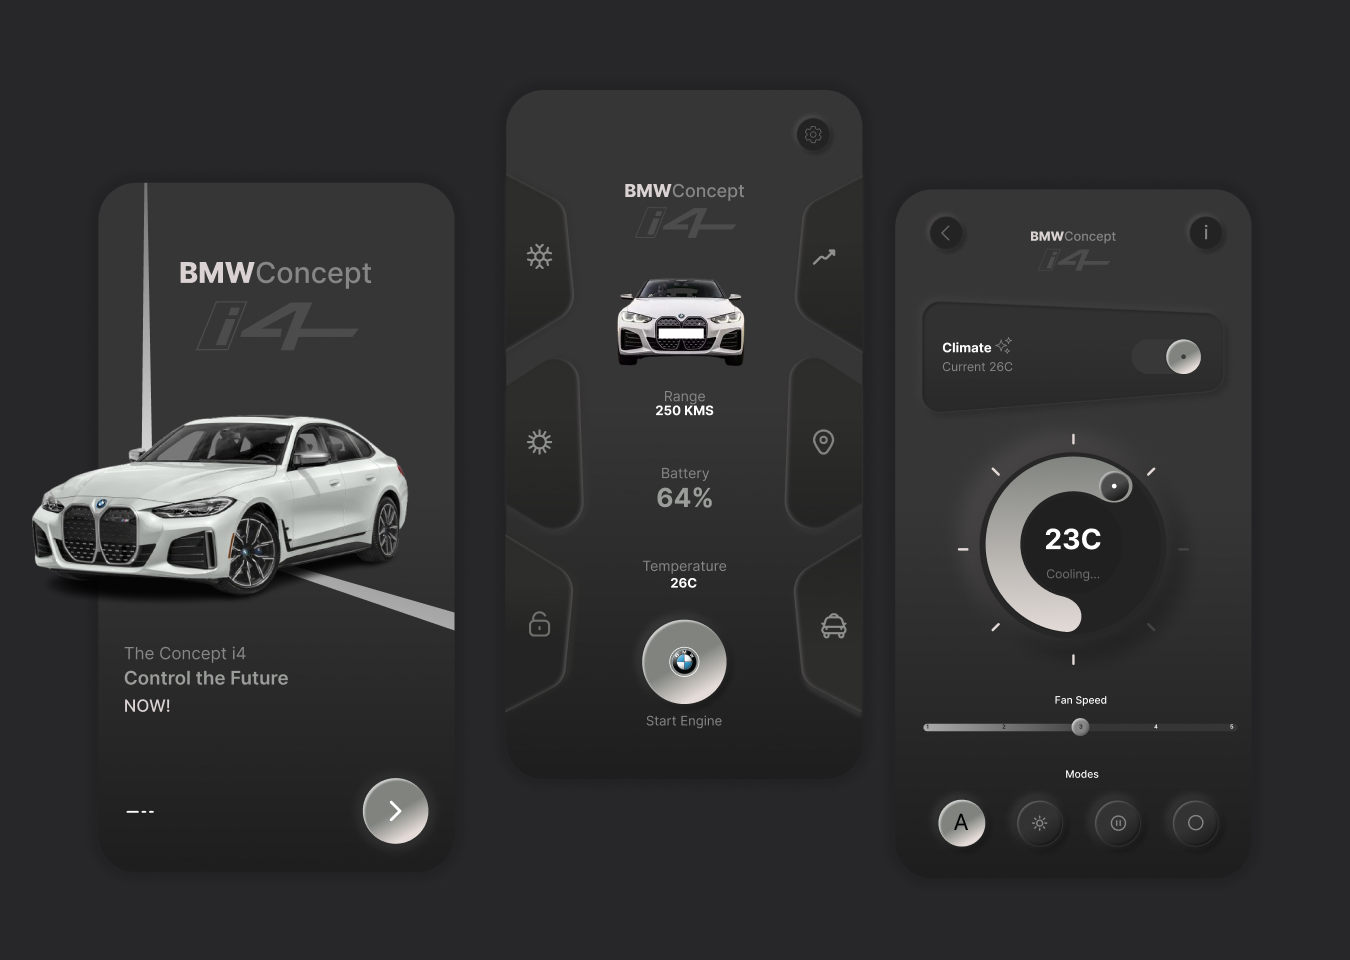 BMWConcept
i4
The Concept i4
Control the Future
NOW!
BMWConcept
i4
Range
250 KMS
Battery
64%
Temperature
26C
BMW
Start Engine
i
BMWConcept
i4
Climate
Current 26C
23C
Cooling...
Fan Speed
1 2 3 4 5
Modes
A